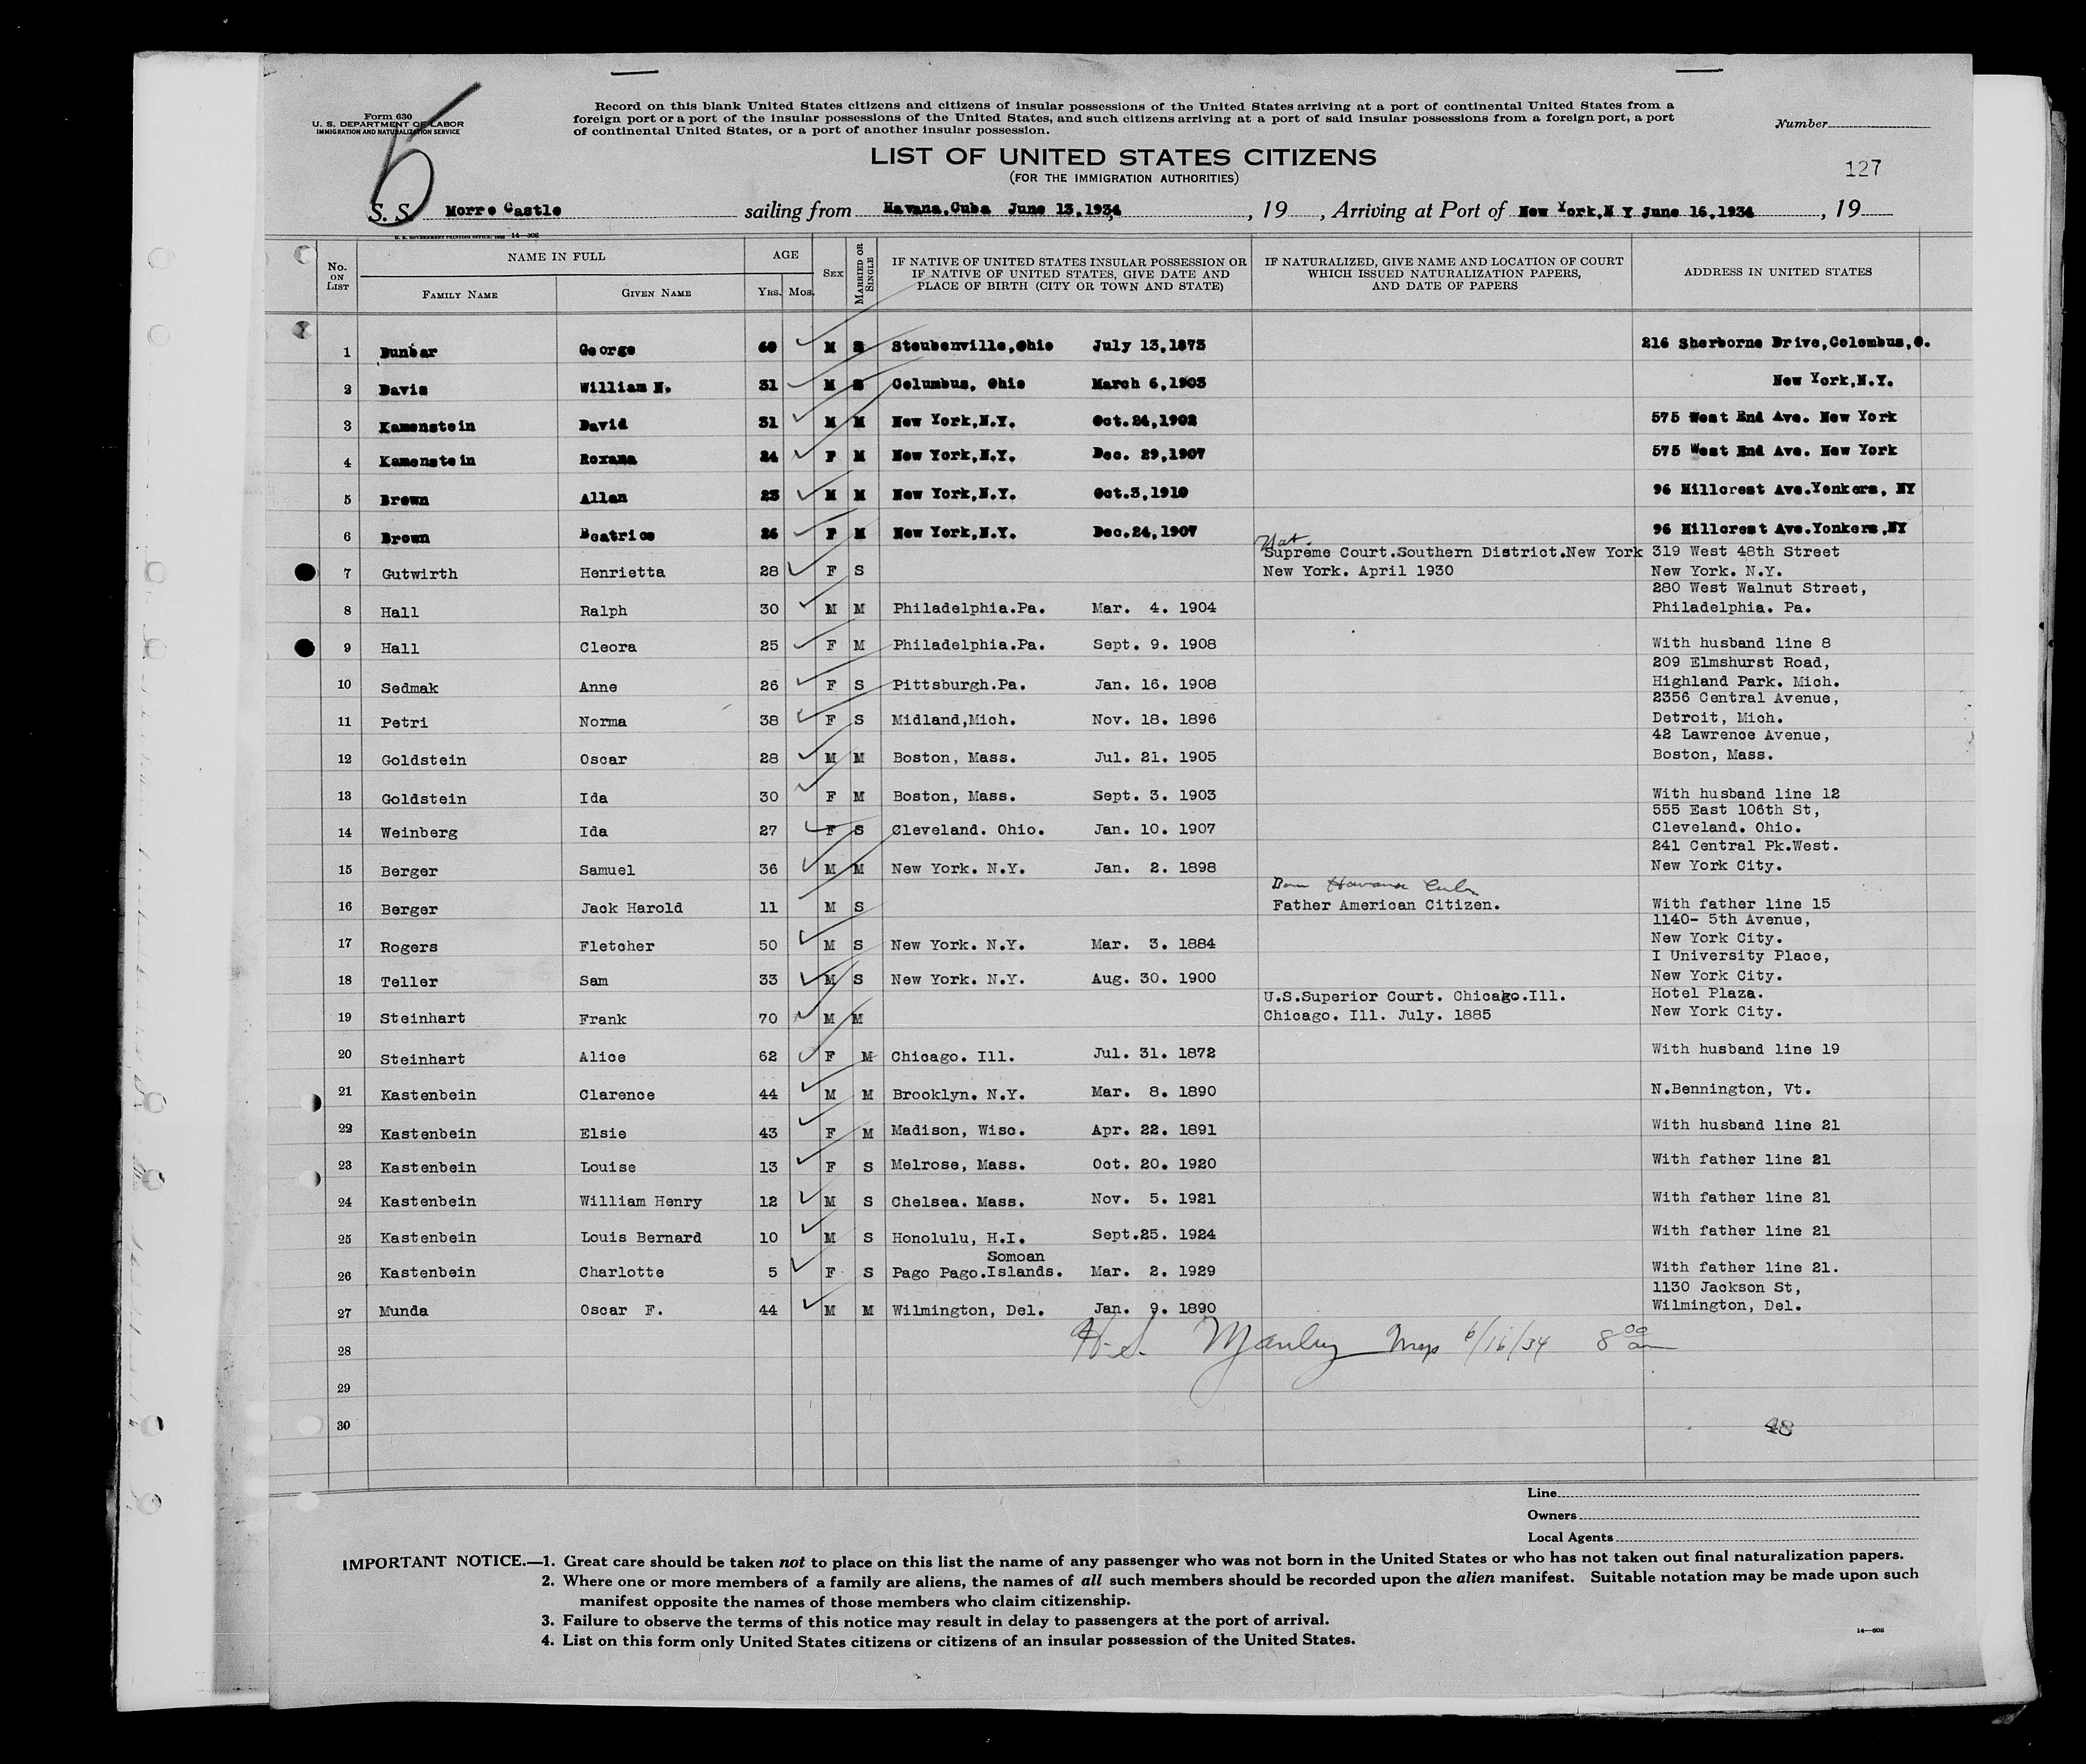 5
Form 630
U. S. DEPARTMENT OF LABOR
IMMIGRATION AND NATURALIZATION SERVICE
Record on this blank United States citizens and citizens of insular possessions of the United States arriving at a port of continental United States from a
foreign port or a port of the insular possessions of the United States, and such citizens arriving at a port of said insular possessions from a foreign port, a port
of continental United States, or a port of another insular possession.
Number
LIST OF UNITED STATES CITIZENS
(FOR THE IMMIGRATION AUTHORITIES)
127
S. S. Morro Castle sailing from Havana,Cuba June 13,1934, 19 , Arriving at Port of New York,N Y June 16,1934 , 19
No. ON LIST
NAME IN FULL
FAMILY NAME GIVEN NAME
AGE
YRS. MOS.
SEX
MARRIED OR SINGLE
IF NATIVE OF UNITED STATES INSULAR POSSESSION OR
IF NATIVE OF UNITED STATES, GIVE DATE AND
PLACE OF BIRTH (CITY OR TOWN AND STATE)
IF NATURALIZED, GIVE NAME AND LOCATION OF COURT
WHICH ISSUED NATURALIZATION PAPERS,
AND DATE OF PAPERS
ADDRESS IN UNITED STATES
1 Dunbar George 60 M S Steubenville,Ohio July 13,1873 216 Sherborne Drive,Columbus,O.
2 Davis William N. 31 M S Columbus, Ohio March 6,1903 New York,N.Y.
3 Kamenstein David 31 M M New York,N.Y. Oct.24,1902 575 West End Ave. New York
4 Kamenstein Roxana 24 F M New York,N.Y. Dec. 29,1907 575 West End Ave. New York
5 Brown Allan 23 M M New York,N.Y. Oct.3,1910 96 Hillcrest Ave.Yonkers, NY
6 Brown Beatrice 26 F M New York,N.Y. Dec.24,1907 96 Hillcrest Ave.Yonkers,NY
Nat.
Supreme Court.Southern District.New York 319 West 48th Street
7 Gutwirth Henrietta 28 F S New York. April 1930 New York. N.Y.
280 West Walnut Street,
8 Hall Ralph 30 M M Philadelphia.Pa. Mar. 4. 1904 Philadelphia. Pa.
9 Hall Cleora 25 F M Philadelphia.Pa. Sept. 9. 1908 With husband line 8
209 Elmshurst Road,
10 Sedmak Anne 26 F S Pittsburgh.Pa. Jan. 16. 1908 Highland Park. Mich.
2356 Central Avenue,
11 Petri Norma 38 F S Midland,Mich. Nov. 18. 1896 Detroit, Mich.
42 Lawrence Avenue,
12 Goldstein Oscar 28 M M Boston, Mass. Jul. 21. 1905 Boston, Mass.
13 Goldstein Ida 30 F M Boston, Mass. Sept. 3. 1903 With husband line 12
555 East 106th St,
14 Weinberg Ida 27 F S Cleveland. Ohio. Jan. 10. 1907 Cleveland. Ohio.
241 Central Pk.West.
15 Berger Samuel 36 M M New York. N.Y. Jan. 2. 1898 New York City.
Born Havana Cuba
16 Berger Jack Harold 11 M S Father American Citizen. With father line 15
1140- 5th Avenue,
17 Rogers Fletcher 50 M S New York. N.Y. Mar. 3. 1884 New York City.
I University Place,
18 Teller Sam 33 M S New York. N.Y. Aug. 30. 1900 New York City.
U.S.Superior Court. Chicago.Ill. Hotel Plaza.
19 Steinhart Frank 70 M M Chicago. Ill. July. 1885 New York City.
20 Steinhart Alice 62 F M Chicago. Ill. Jul. 31. 1872 With husband line 19
21 Kastenbein Clarence 44 M M Brooklyn. N.Y. Mar. 8. 1890 N.Bennington, Vt.
22 Kastenbein Elsie 43 F M Madison, Wisc. Apr. 22. 1891 With husband line 21
23 Kastenbein Louise 13 F S Melrose, Mass. Oct. 20. 1920 With father line 21
24 Kastenbein William Henry 12 M S Chelsea. Mass. Nov. 5. 1921 With father line 21
25 Kastenbein Louis Bernard 10 M S Honolulu, H.I. Sept.25. 1924 With father line 21
Somoan
26 Kastenbein Charlotte 5 F S Pago Pago.Islands. Mar. 2. 1929 With father line 21.
1130 Jackson St,
27 Munda Oscar F. 44 M M Wilmington, Del. Jan. 9. 1890 Wilmington, Del.
28 H.S. Manley 6/16/34 8 00 am
29
30 48
Line
Owners
Local Agents
IMPORTANT NOTICE.—1. Great care should be taken not to place on this list the name of any passenger who was not born in the United States or who has not taken out final naturalization papers.
2. Where one or more members of a family are aliens, the names of all such members should be recorded upon the alien manifest. Suitable notation may be made upon such
manifest opposite the names of those members who claim citizenship.
3. Failure to observe the terms of this notice may result in delay to passengers at the port of arrival.
4. List on this form only United States citizens or citizens of an insular possession of the United States.